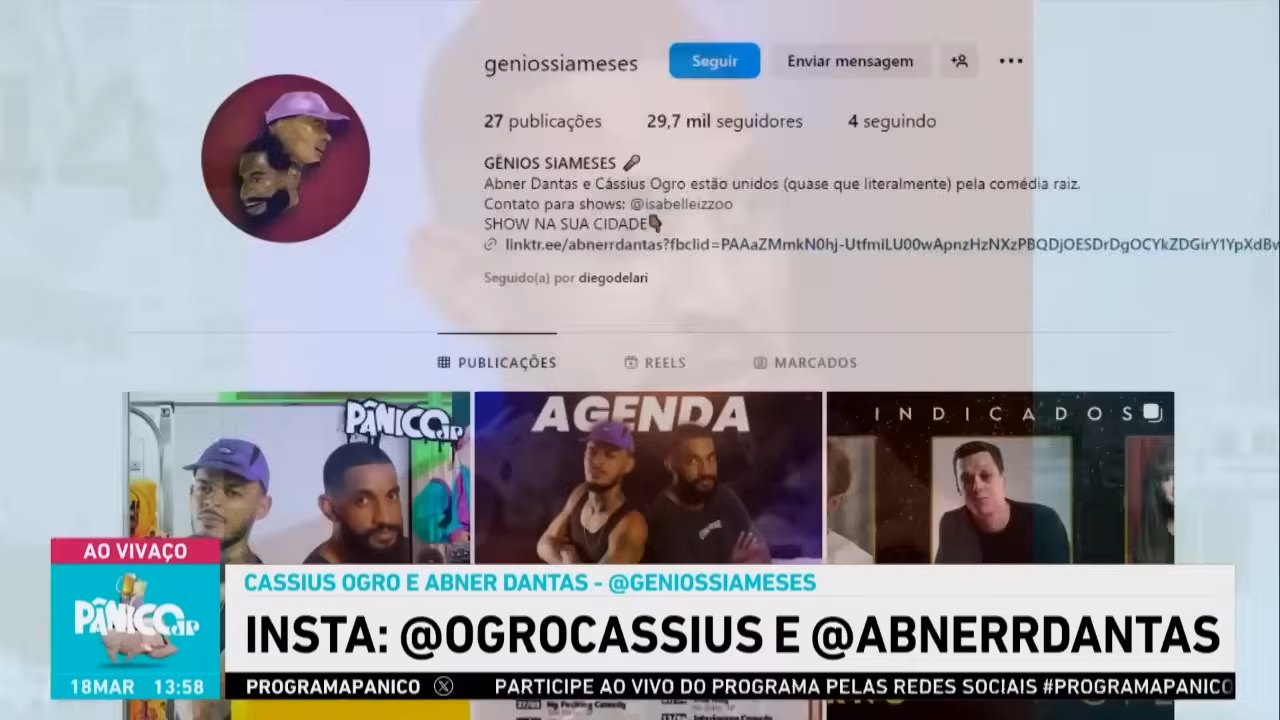 geniossiameses Seguir Enviar mensagem
27 publicações 29,7 mil seguidores 4 seguindo
GÊNIOS SIAMESES
Abner Dantas e Cássius Ogro estão unidos (quase que literalmente) pela comédia raiz.
Contato para shows: @isabelleizzoo
SHOW NA SUA CIDADE
linktr.ee/abnerrdantas?fbclid=PAAaZMmkN0hj-UtfmiLU00wApnzHzNXzPBQDjOESDrDgOCYkZDGirY1YpXdBw
Seguido(a) por diegodelari
PUBLICAÇÕES REELS MARCADOS
PÂNICO JP
AGENDA
INDICADOS
AO VIVAÇO
PÂNICO JP
18MAR 13:58
CASSIUS OGRO E ABNER DANTAS - @GENIOSSIAMESES
INSTA: @OGROCASSIUS E @ABNERRDANTAS
PROGRAMAPANICO PARTICIPE AO VIVO DO PROGRAMA PELAS REDES SOCIAIS #PROGRAMAPANICO
My Fucking Comedy